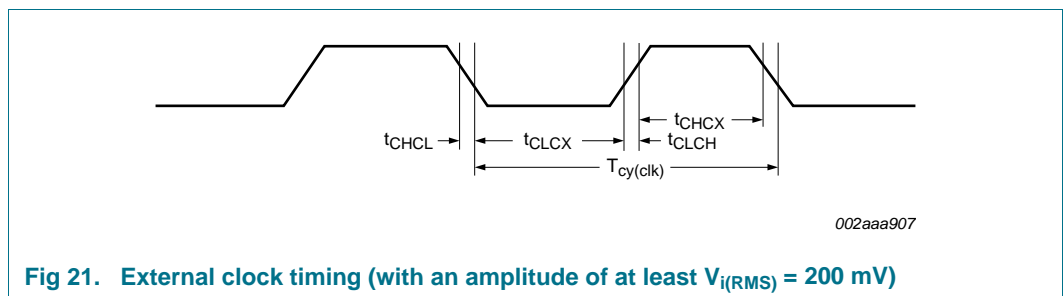 tCHCX
tCHCL
tCLCX
tCLCH
Tcy(clk)
002aaa907
Fig 21. External clock timing (with an amplitude of at least Vi(RMS) = 200 mV)